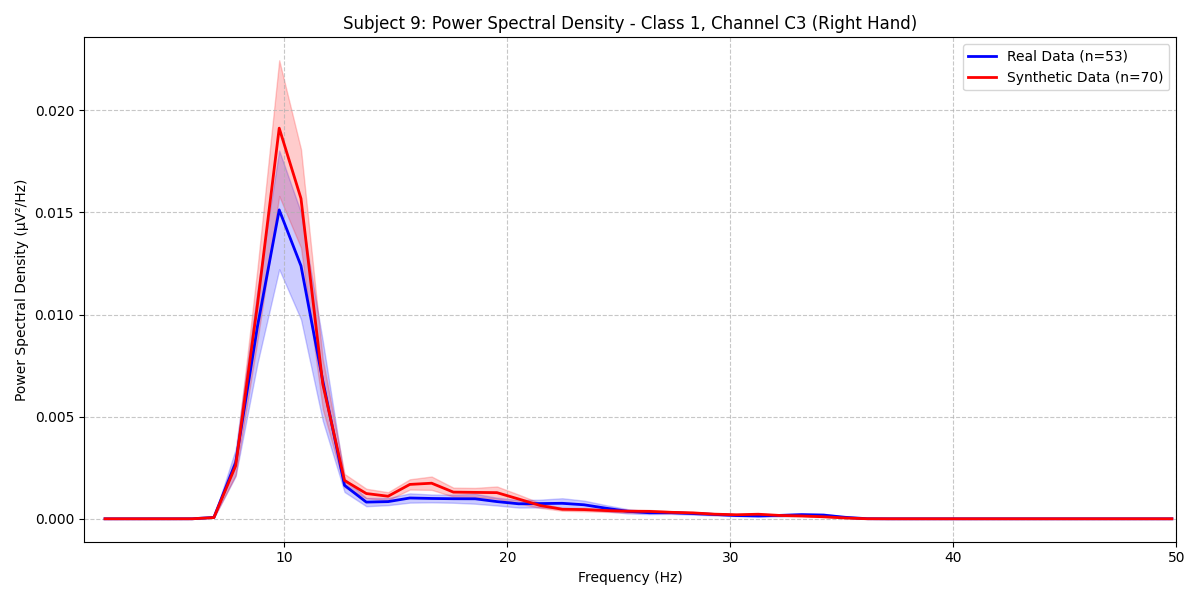 Subject 9: Power Spectral Density - Class 1, Channel C3 (Right Hand)
Real Data (n=53)
Synthetic Data (n=70)
Power Spectral Density (µV²/Hz)
0.020
0.015
0.010
0.005
0.000
10
20
30
40
50
Frequency (Hz)